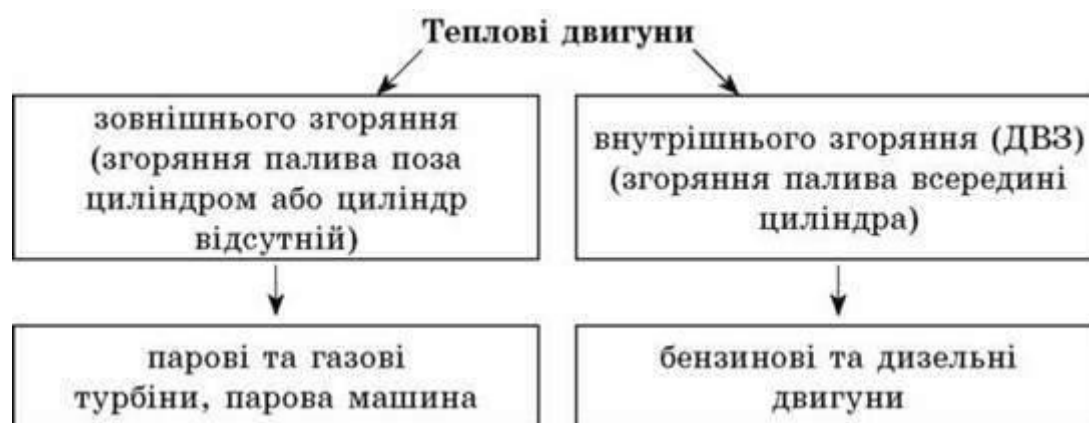 Теплові двигуни
зовнішнього згоряння
(згоряння палива поза
циліндром або циліндр
відсутній)
внутрішнього згоряння (ДВЗ)
(згоряння палива всередині
циліндра)
парові та газові
турбіни, парова машина
бензинові та дизельні
двигуни